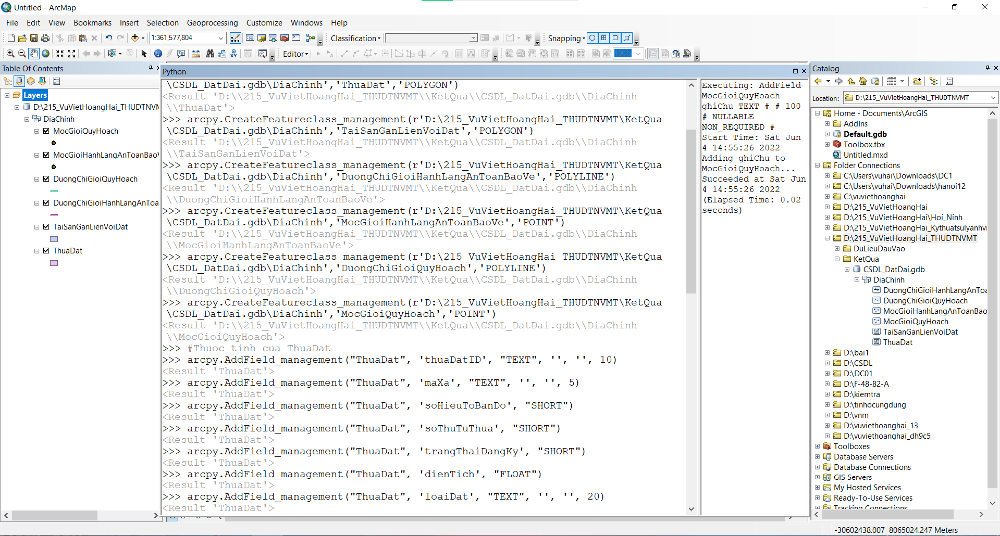 Untitled - ArcMap
File Edit View Bookmarks Insert Selection Geoprocessing Customize Windows Help
1:361,577,804
Classification
Snapping
Editor
100%
Table Of Contents
Layers
D:\215_VuVietHoangHai_THUDTNVM
DiaChinh
MocGioiQuyHoach
MocGioiHanhLangAnToanBaoV
DuongChiGioiQuyHoach
DuongChiGioiHanhLangAnToa
TaiSanGanLienVoiDat
ThuaDat
Python
\CSDL_DatDai.gdb\DiaChinh','ThuaDat','POLYGON')
<Result 'D:\\215_VuVietHoangHai_THUDTNVMT\\KetQua\\CSDL_DatDai.gdb\\DiaChinh
\\ThuaDat'>
>>> arcpy.CreateFeatureclass_management(r'D:\215_VuVietHoangHai_THUDTNVMT\KetQua
\CSDL_DatDai.gdb\DiaChinh','TaiSanGanLienVoiDat','POLYGON')
<Result 'D:\\215_VuVietHoangHai_THUDTNVMT\\KetQua\\CSDL_DatDai.gdb\\DiaChinh
\\TaiSanGanLienVoiDat'>
>>> arcpy.CreateFeatureclass_management(r'D:\215_VuVietHoangHai_THUDTNVMT\KetQua
\CSDL_DatDai.gdb\DiaChinh','DuongChiGioiHanhLangAnToanBaoVe','POLYLINE')
<Result 'D:\\215_VuVietHoangHai_THUDTNVMT\\KetQua\\CSDL_DatDai.gdb\\DiaChinh
\\DuongChiGioiHanhLangAnToanBaoVe'>
>>> arcpy.CreateFeatureclass_management(r'D:\215_VuVietHoangHai_THUDTNVMT\KetQua
\CSDL_DatDai.gdb\DiaChinh','MocGioiHanhLangAnToanBaoVe','POINT')
<Result 'D:\\215_VuVietHoangHai_THUDTNVMT\\KetQua\\CSDL_DatDai.gdb\\DiaChinh
\\MocGioiHanhLangAnToanBaoVe'>
>>> arcpy.CreateFeatureclass_management(r'D:\215_VuVietHoangHai_THUDTNVMT\KetQua
\CSDL_DatDai.gdb\DiaChinh','DuongChiGioiQuyHoach','POLYLINE')
<Result 'D:\\215_VuVietHoangHai_THUDTNVMT\\KetQua\\CSDL_DatDai.gdb\\DiaChinh
\\DuongChiGioiQuyHoach'>
>>> arcpy.CreateFeatureclass_management(r'D:\215_VuVietHoangHai_THUDTNVMT\KetQua
\CSDL_DatDai.gdb\DiaChinh','MocGioiQuyHoach','POINT')
<Result 'D:\\215_VuVietHoangHai_THUDTNVMT\\KetQua\\CSDL_DatDai.gdb\\DiaChinh
\\MocGioiQuyHoach'>
>>> #Thuoc tinh cua ThuaDat
>>> arcpy.AddField_management("ThuaDat", 'thuaDatID', "TEXT", '', '', 10)
<Result 'ThuaDat'>
>>> arcpy.AddField_management("ThuaDat", 'maXa', "TEXT", '', '', 5)
<Result 'ThuaDat'>
>>> arcpy.AddField_management("ThuaDat", 'soHieuToBanDo', "SHORT")
<Result 'ThuaDat'>
>>> arcpy.AddField_management("ThuaDat", 'soThuTuThua', "SHORT")
<Result 'ThuaDat'>
>>> arcpy.AddField_management("ThuaDat", 'trangThaiDangKy', "SHORT")
<Result 'ThuaDat'>
>>> arcpy.AddField_management("ThuaDat", 'dienTich', "FLOAT")
<Result 'ThuaDat'>
>>> arcpy.AddField_management("ThuaDat", 'loaiDat', "TEXT", '', '', 20)
<Result 'ThuaDat'>
Executing: AddField
MocGioiQuyHoach
ghiChu TEXT # # 100
# NULLABLE
NON_REQUIRED #
Start Time: Sat Jun
4 14:55:26 2022
Adding ghiChu to
MocGioiQuyHoach...
Succeeded at Sat Jun
4 14:55:26 2022
(Elapsed Time: 0.02
seconds)
Catalog
Location: D:\215_VuVietHoangHai_THUDTNVMT
Home - Documents\ArcGIS
AddIns
Default.gdb
Toolbox.tbx
Untitled.mxd
Folder Connections
C:\Users\vuhai\Downloads\DC1
C:\Users\vuhai\Downloads\hanoi12
C:\vuviethoanghai
D:\215_VuVietHoangHai
D:\215_VuVietHoangHai\Hoi_Ninh
D:\215_VuVietHoangHai_Kythuatsulyanhvi
D:\215_VuVietHoangHai_THUDTNVMT
DuLieuDauVao
KetQua
CSDL_DatDai.gdb
DiaChinh
DuongChiGioiHanhLangAnToa
DuongChiGioiQuyHoach
MocGioiHanhLangAnToanBao
MocGioiQuyHoach
TaiSanGanLienVoiDat
ThuaDat
D:\bai1
D:\CSDL
D:\DC01
D:\F-48-82-A
D:\kiemtra
D:\tinhocungdung
D:\vnm
D:\vuviethoanghai_13
D:\vuviethoanghai_dh9c5
Toolboxes
Database Servers
Database Connections
GIS Servers
My Hosted Services
Ready-To-Use Services
Tracking Connections
-30602438.007 8065024.247 Meters